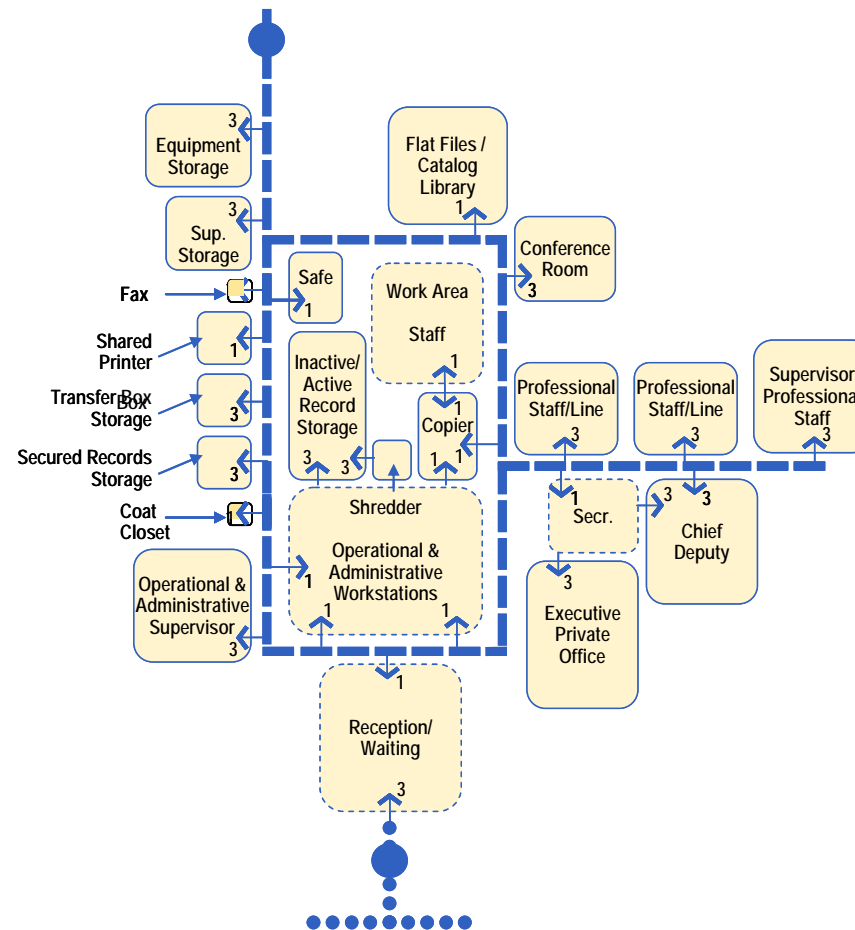 3
Equipment
Storage
3
Sup.
Storage
Fax
Shared
Printer
1
Transfer Box
Box
Storage
3
Secured Records
Storage
3
Coat
Closet
1
Operational &
Administrative
Supervisor
3
Flat Files /
Catalog
Library
1
Safe
1
Work Area
Staff
1
Conference
Room
3
Inactive/
Active
Record
Storage
3
3
1
Copier
1
1
Shredder
Operational &
Administrative
Workstations
1
1
1
Professional
Staff/Line
3
Professional
Staff/Line
3
Supervisor
Professional
Staff
3
1
Secr.
3
3
Chief
Deputy
3
Executive
Private
Office
1
Reception/
Waiting
3